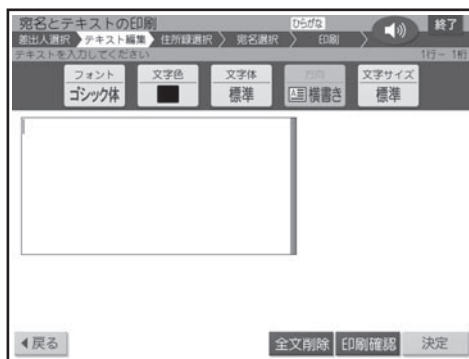 宛名とテキストの印刷 ひらがな 終了
差出人選択 テキスト編集 住所録選択 宛名選択 印刷
テキストを入力してください 1行− 1桁
フォント 文字色 文字体 方向 文字サイズ
ゴシック体 標準 横書き 標準
戻る 全文削除 印刷確認 決定